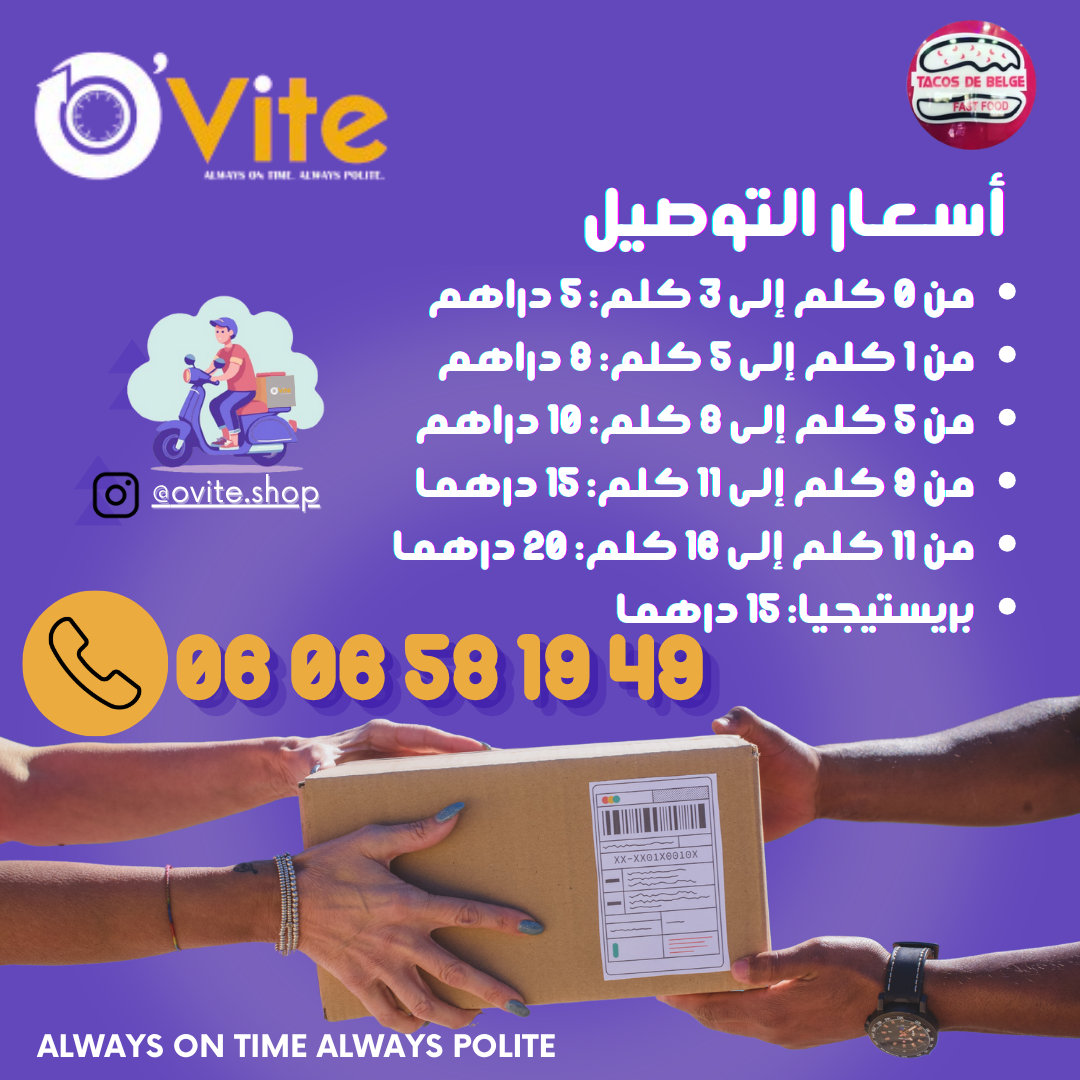 O'Vite
ALWAYS ON TIME. ALWAYS POLITE.
TACOS DE BELGE
FAST FOOD
أسعار التوصيل
من 0 كلم إلى 3 كلم: 5 دراهم
من 1 كلم إلى 5 كلم: 8 دراهم
من 5 كلم إلى 8 كلم: 10 دراهم
من 9 كلم إلى 11 كلم: 15 درهما
من 11 كلم إلى 16 كلم: 20 درهما
بريستيجيا: 15 درهما
@ovite.shop
06 06 58 19 49
XX-XX01X0010X
ALWAYS ON TIME ALWAYS POLITE